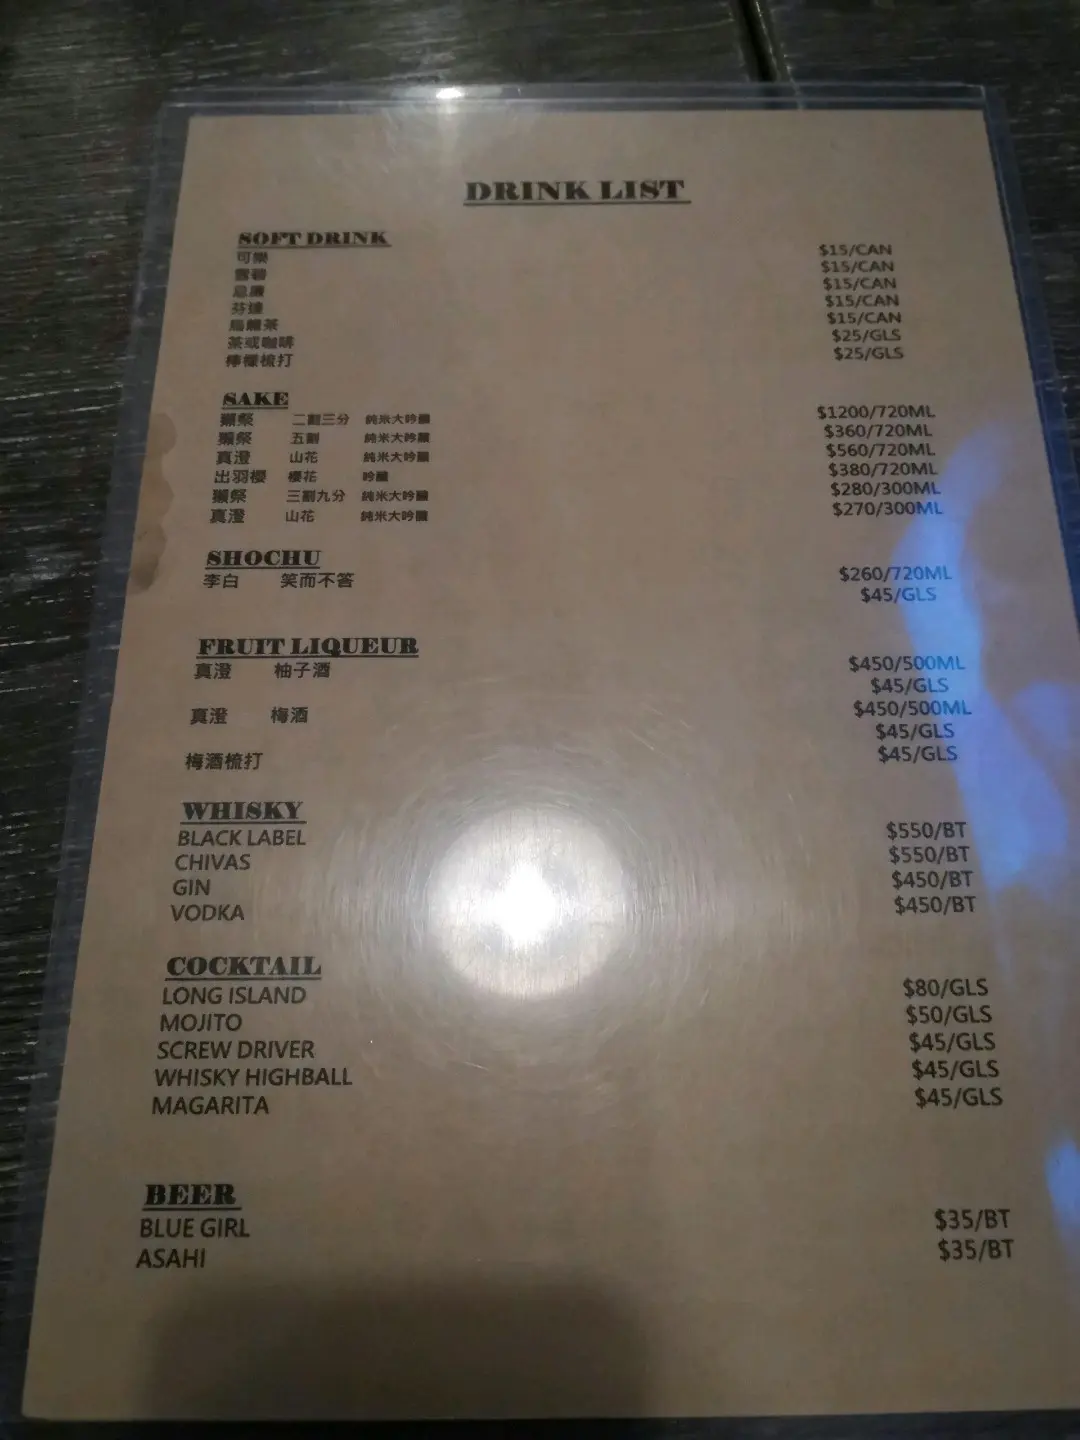 DRINK LIST
SOFT DRINK
可樂 $15/CAN
雪碧 $15/CAN
忌廉 $15/CAN
芬達 $15/CAN
烏龍茶 $15/CAN
茶或咖啡 $25/GLS
檸檬梳打 $25/GLS
SAKE
獺祭 二割三分 純米大吟釀 $1200/720ML
獺祭 五割 純米大吟釀 $360/720ML
真澄 山花 純米大吟釀 $560/720ML
出羽櫻 櫻花 吟釀 $380/720ML
獺祭 三割九分 純米大吟釀 $280/300ML
真澄 山花 純米大吟釀 $270/300ML
SHOCHU
李白 笑而不答 $260/720ML
$45/GLS
FRUIT LIQUEUR
真澄 柚子酒 $450/500ML
$45/GLS
真澄 梅酒 $450/500ML
$45/GLS
梅酒梳打 $45/GLS
WHISKY
BLACK LABEL $550/BT
CHIVAS $550/BT
GIN $450/BT
VODKA $450/BT
COCKTAIL
LONG ISLAND $80/GLS
MOJITO $50/GLS
SCREW DRIVER $45/GLS
WHISKY HIGHBALL $45/GLS
MAGARITA $45/GLS
BEER
BLUE GIRL $35/BT
ASAHI $35/BT